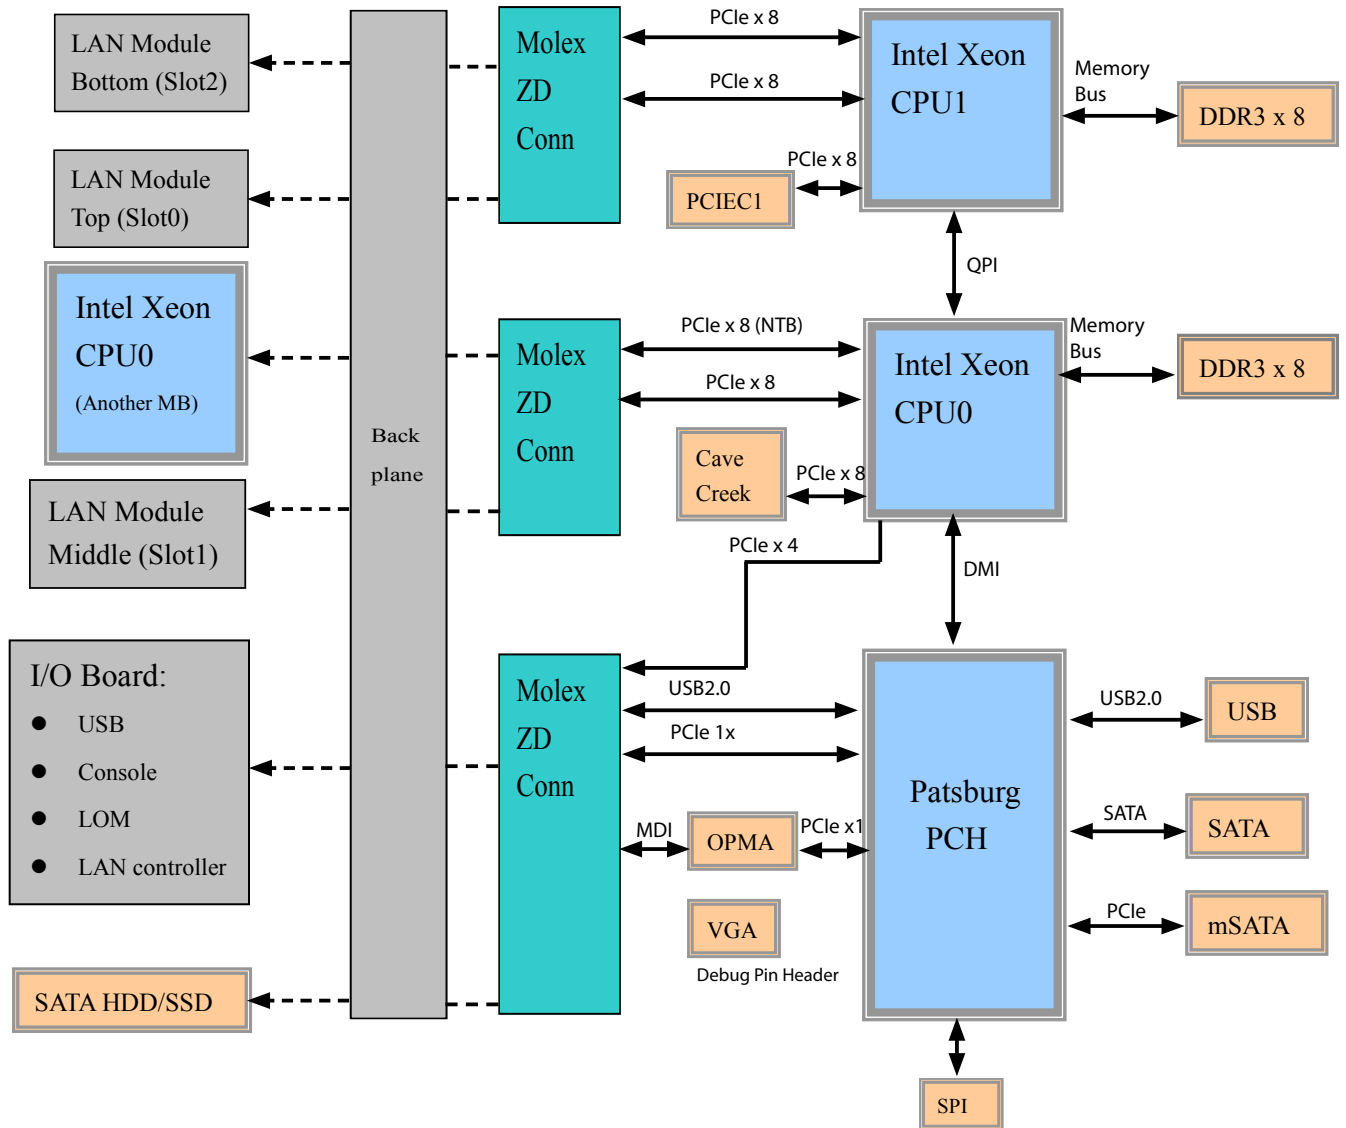 LAN Module
Bottom (Slot2)
LAN Module
Top (Slot0)
Intel Xeon
CPU0
(Another MB)
LAN Module
Middle (Slot1)
I/O Board:
● USB
● Console
● LOM
● LAN controller
SATA HDD/SSD
Back
plane
Molex
ZD
Conn
PCIe x 8
PCIe x 8
Intel Xeon
CPU1
Memory
Bus
DDR3 x 8
PCIe x 8
PCIEC1
QPI
Molex
ZD
Conn
PCIe x 8 (NTB)
PCIe x 8
Intel Xeon
CPU0
Memory
Bus
DDR3 x 8
Cave
Creek
PCIe x 8
PCIe x 4
DMI
Molex
ZD
Conn
USB2.0
PCIe 1x
MDI
OPMA
PCIe x1
VGA
Debug Pin Header
Patsburg
PCH
USB2.0
USB
SATA
SATA
PCIe
mSATA
SPI